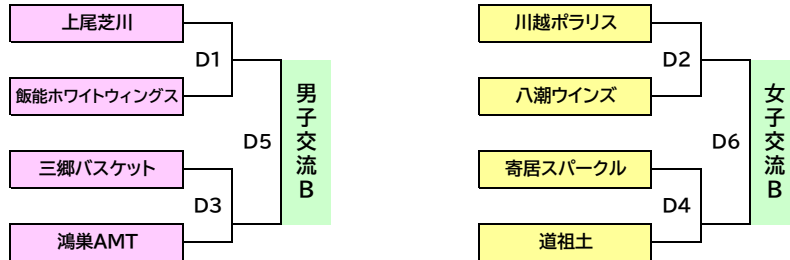 上尾芝川
D1
飯能ホワイトウィングス
D5
男子交流B
三郷バスケット
D3
鴻巣AMT
川越ポラリス
D2
八潮ウインズ
D6
女子交流B
寄居スパークル
D4
道祖土